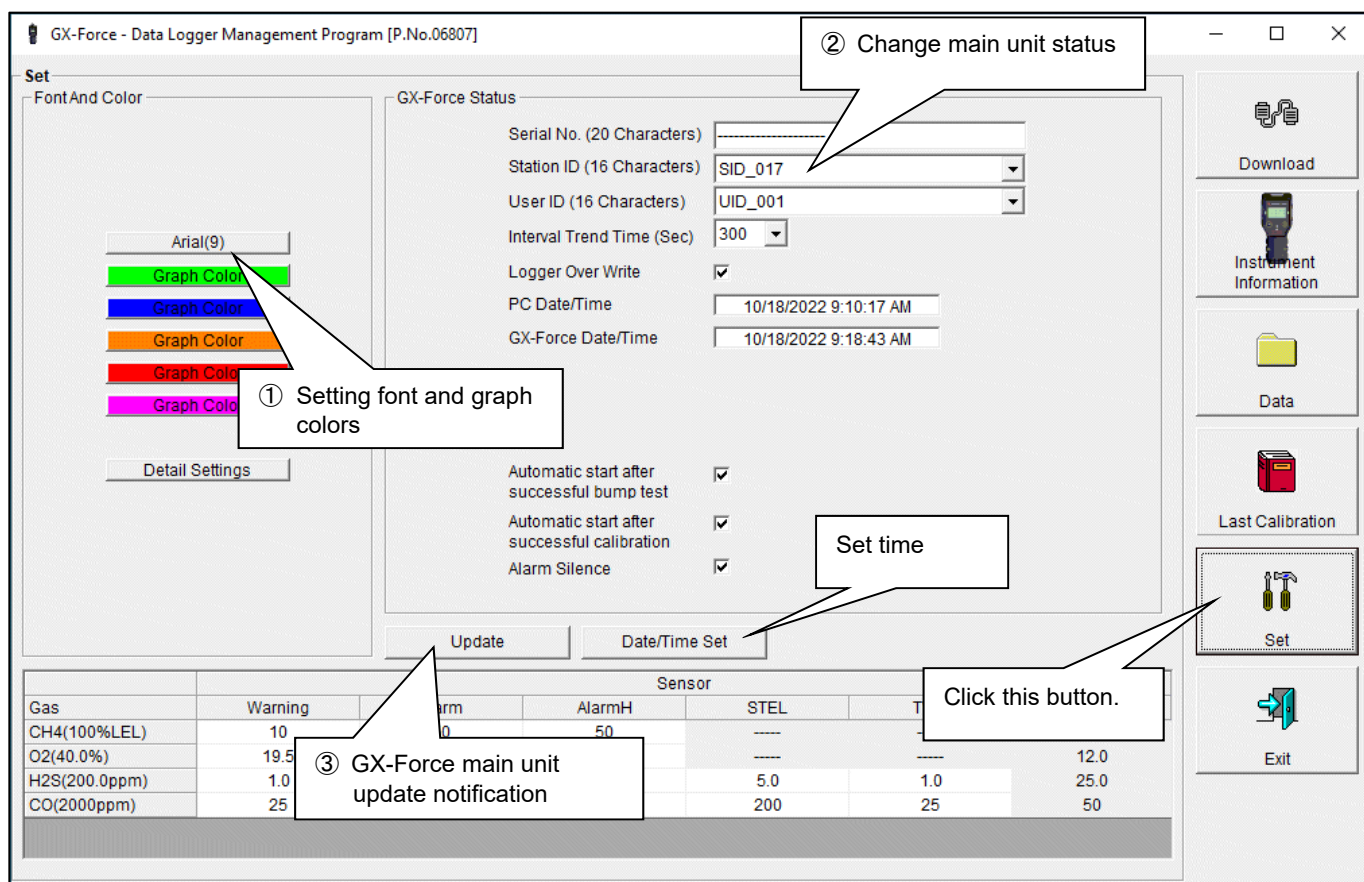 GX-Force - Data Logger Management Program [P.No.06807]
② Change main unit status
Set
Font And Color
GX-Force Status
Serial No. (20 Characters)
--------------------
Station ID (16 Characters)
SID_017
User ID (16 Characters)
UID_001
Interval Trend Time (Sec)
300
Logger Over Write
PC Date/Time
10/18/2022 9:10:17 AM
GX-Force Date/Time
10/18/2022 9:18:43 AM
Arial(9)
Graph Color
Graph Color
Graph Color
Graph Colo
Graph Colo
① Setting font and graph
colors
Detail Settings
Automatic start after
successful bump test
Automatic start after
successful calibration
Alarm Silence
Set time
Update
Date/Time Set
Click this button.
Download
Instrument
Information
Data
Last Calibration
Set
Exit
Sensor
Gas Warning arm AlarmH STEL T
CH4(100%LEL) 10 0 50 -----
O2(40.0%) 19.5 ----- ----- 12.0
H2S(200.0ppm) 1.0 5.0 1.0 25.0
CO(2000ppm) 25 200 25 50
③ GX-Force main unit
update notification